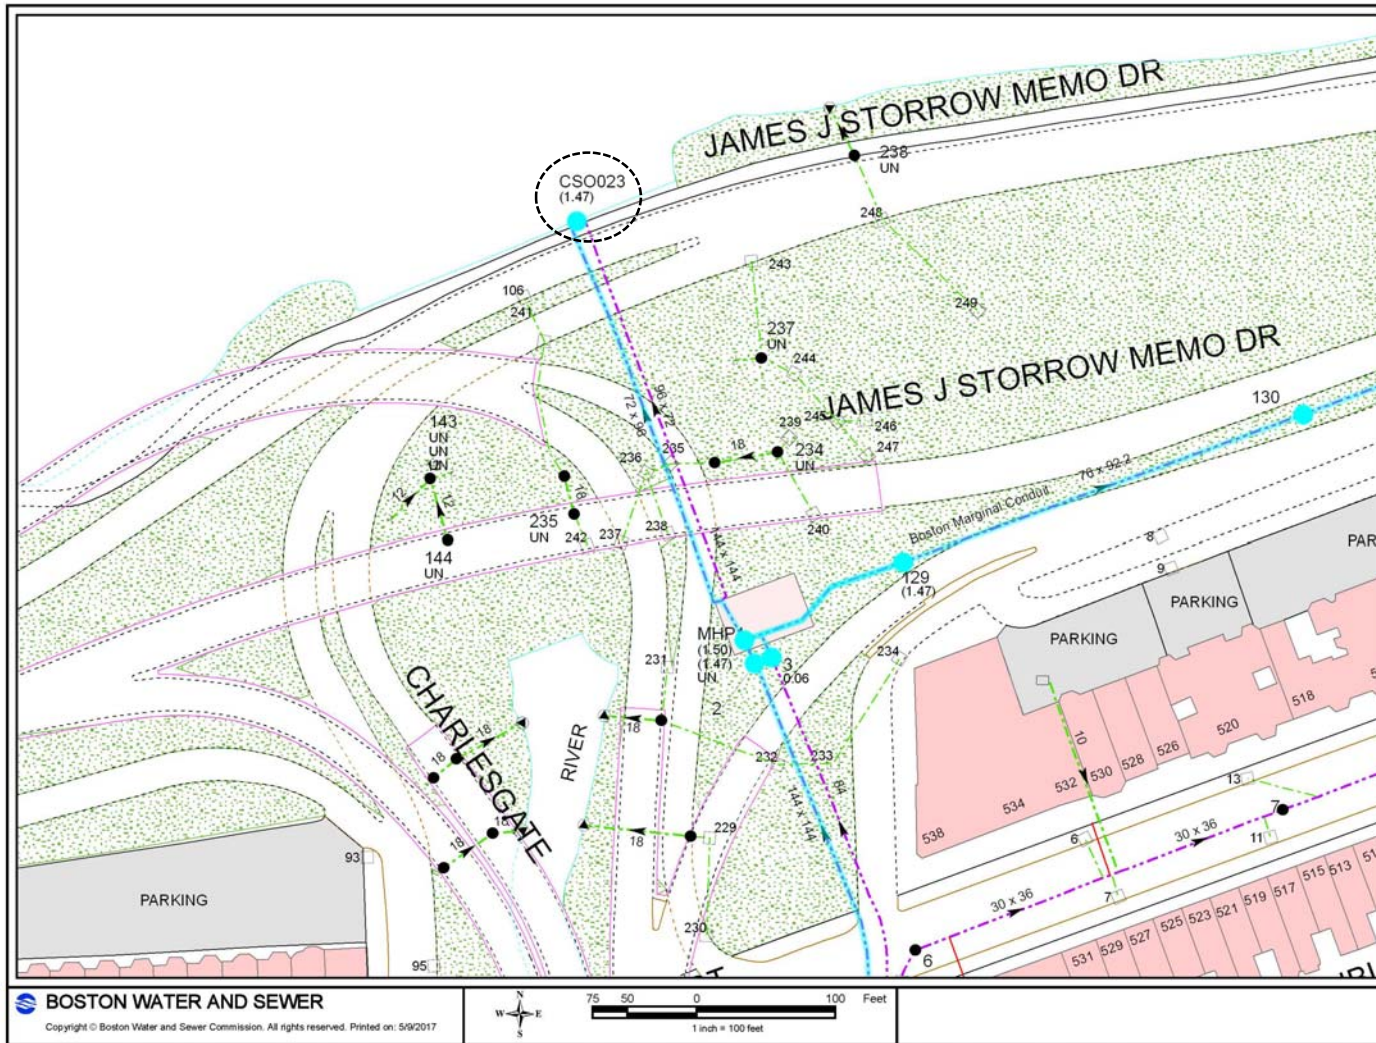 JAMES J STORROW MEMO DR
238
UN
CSO023
(1.47)
248
243
106
241
249
237
UN
244
JAMES J STORROW MEMO DR
130
96 x 72
72 x 96
245
246
239
247
143
UN
UN
UN
235
18
234
UN
236
76 x 92.2
12
12
18
Boston Marginal Conduit
235
UN
242
237
238
240
144
UN
144 x 144
8
9
129
(1.47)
PARKING
PAR
PARKING
MHP
(1.50)
(1.47)
UN
3
0.06
234
231
2
CHARLESGATE
RIVER
18
18
18
232
233
84
144 x 144
10
518
520
526
528
530
532
534
538
13
7
18
18
18
229
6
11
30 x 36
93
PARKING
7
30 x 36
513
515
517
519
521
523
525
527
529
531
230
95
6
BOSTON WATER AND SEWER
Copyright © Boston Water and Sewer Commission. All rights reserved. Printed on: 5/9/2017
N
W E
S
75 50 0 100 Feet
1 inch = 100 feet